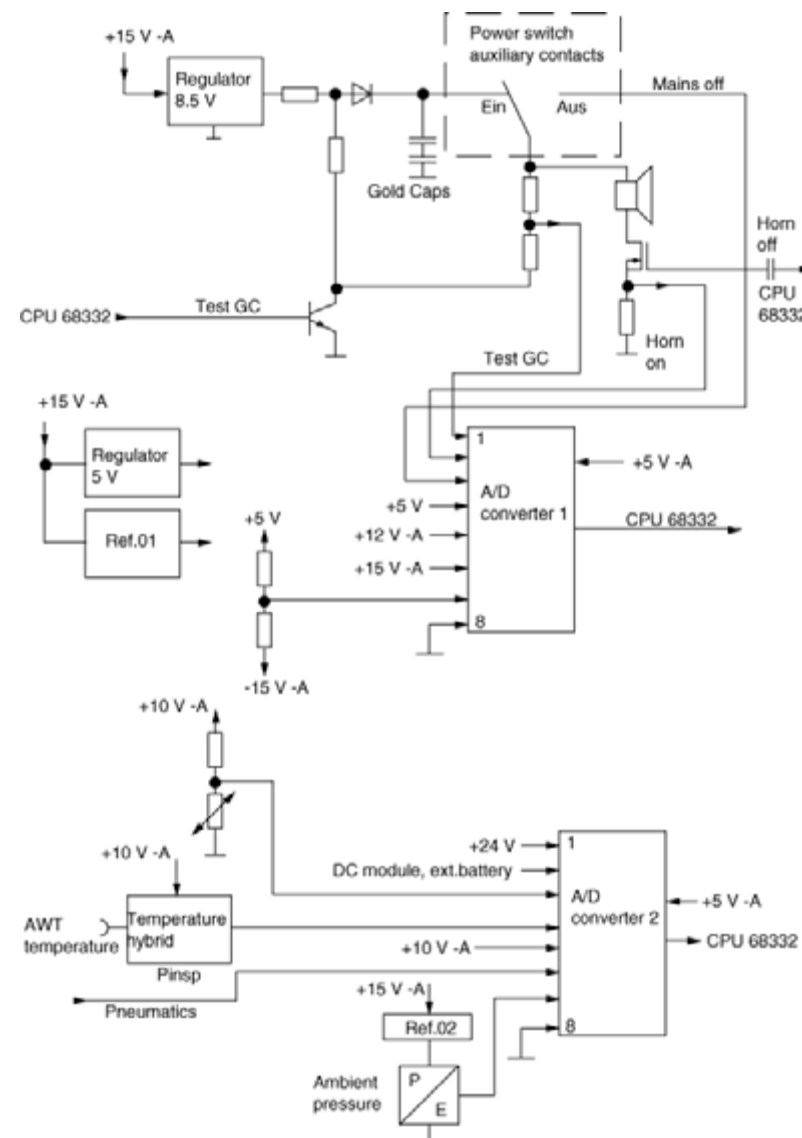 +15 V -A
Regulator
8.5 V
Power switch
auxiliary contacts
Ein
Aus
Mains off
Gold Caps
Horn
off
CPU
68332
CPU 68332
Test GC
Horn
on
Test GC
+15 V -A
Regulator
5 V
Ref.01
1
A/D
converter 1
8
+5 V -A
CPU 68332
+5 V
+12 V -A
+15 V -A
+5 V
-15 V -A
+10 V -A
+10 V -A
AWT
temperature
Temperature
hybrid
Pinsp
Pneumatics
+24 V
DC module, ext.battery
+10 V -A
1
A/D
converter 2
8
+5 V -A
CPU 68332
+15 V -A
Ref.02
Ambient
pressure
P
E